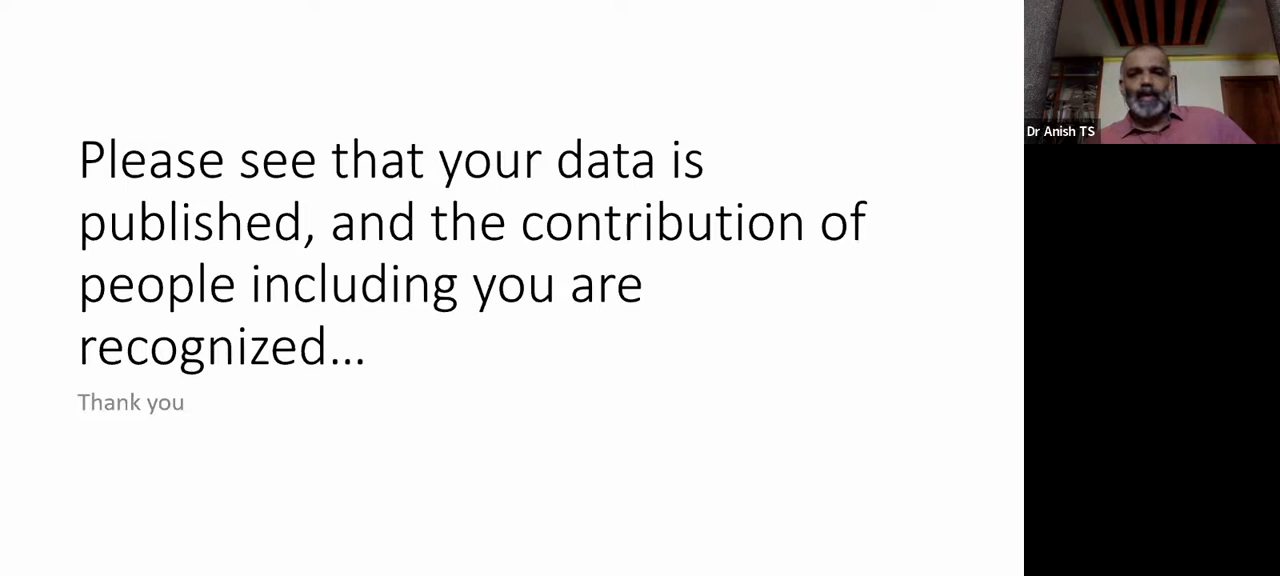 Please see that your data is
published, and the contribution of
people including you are
recognized...
Thank you
Dr Anish TS